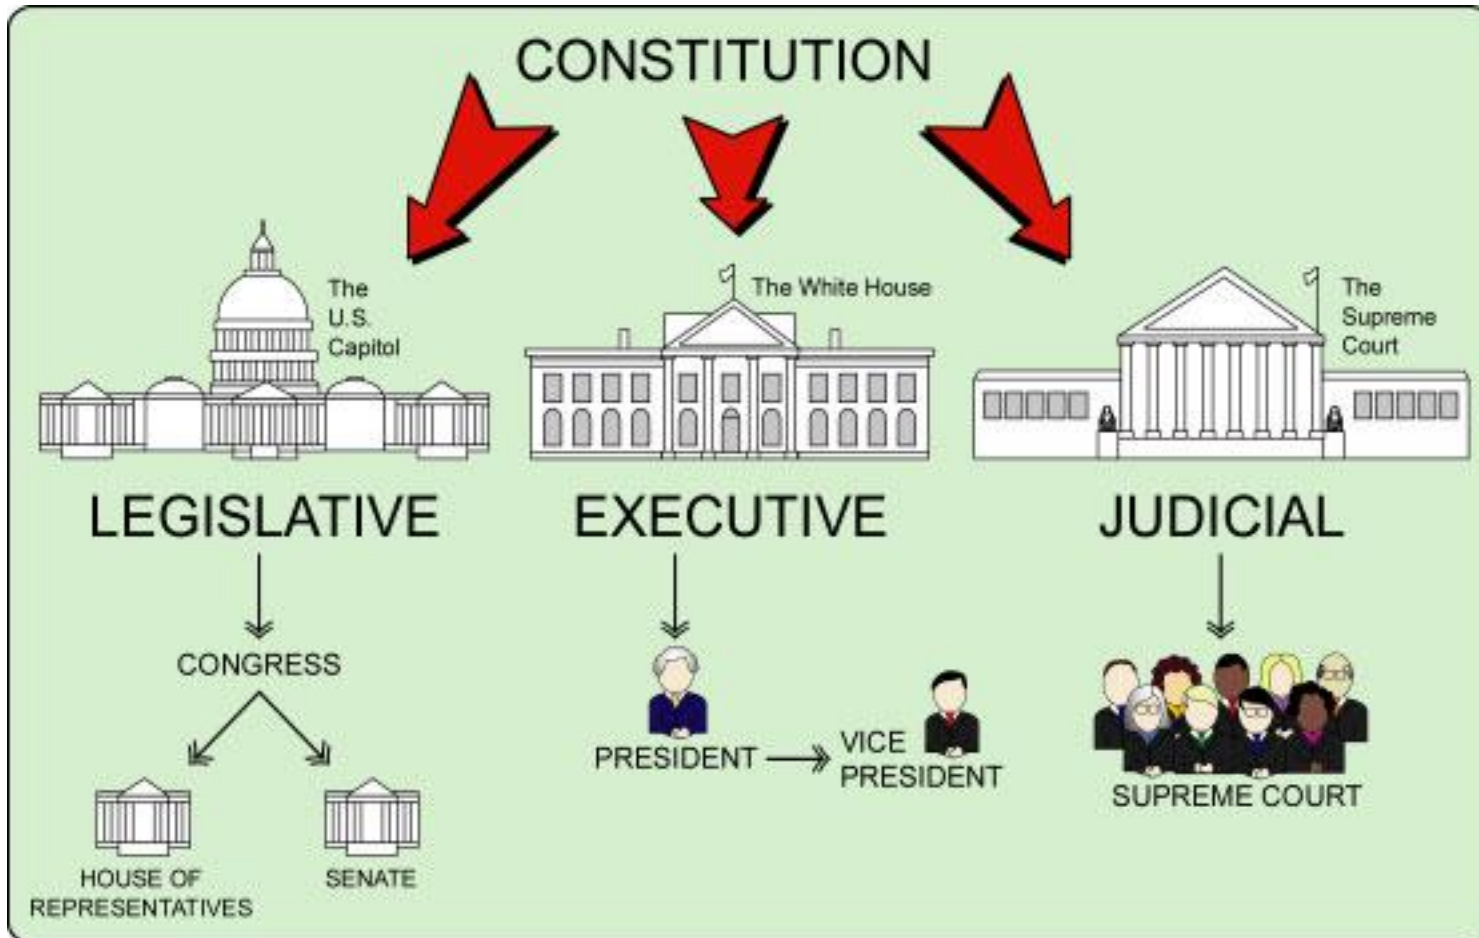 CONSTITUTION
The
U.S.
Capitol
The White House
The
Supreme
Court
LEGISLATIVE
EXECUTIVE
JUDICIAL
CONGRESS
PRESIDENT
VICE
PRESIDENT
SUPREME COURT
HOUSE OF
REPRESENTATIVES
SENATE